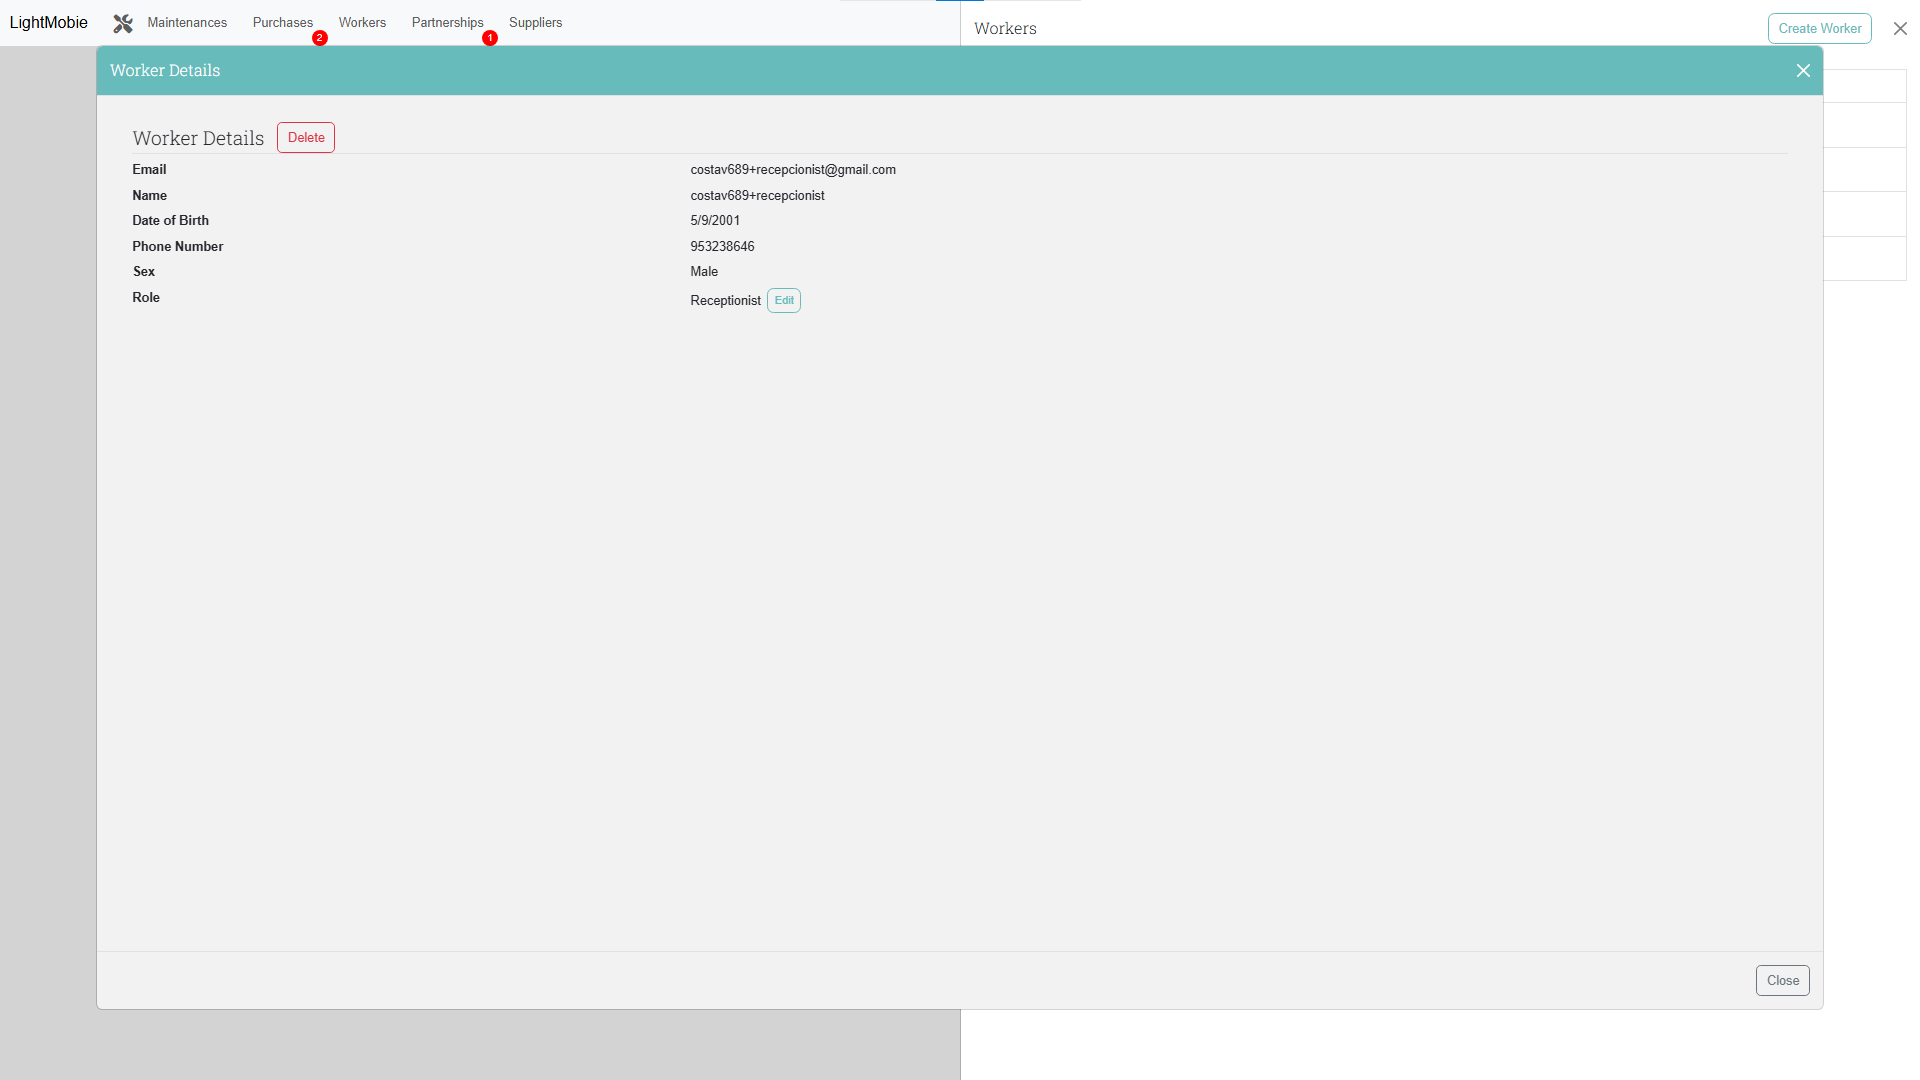 LightMobie Maintenances Purchases Workers Partnerships Suppliers
2 1
Workers Create Worker
Worker Details
Worker Details Delete
Email costav689+recepcionist@gmail.com
Name costav689+recepcionist
Date of Birth 5/9/2001
Phone Number 953238646
Sex Male
Role Receptionist Edit
Close